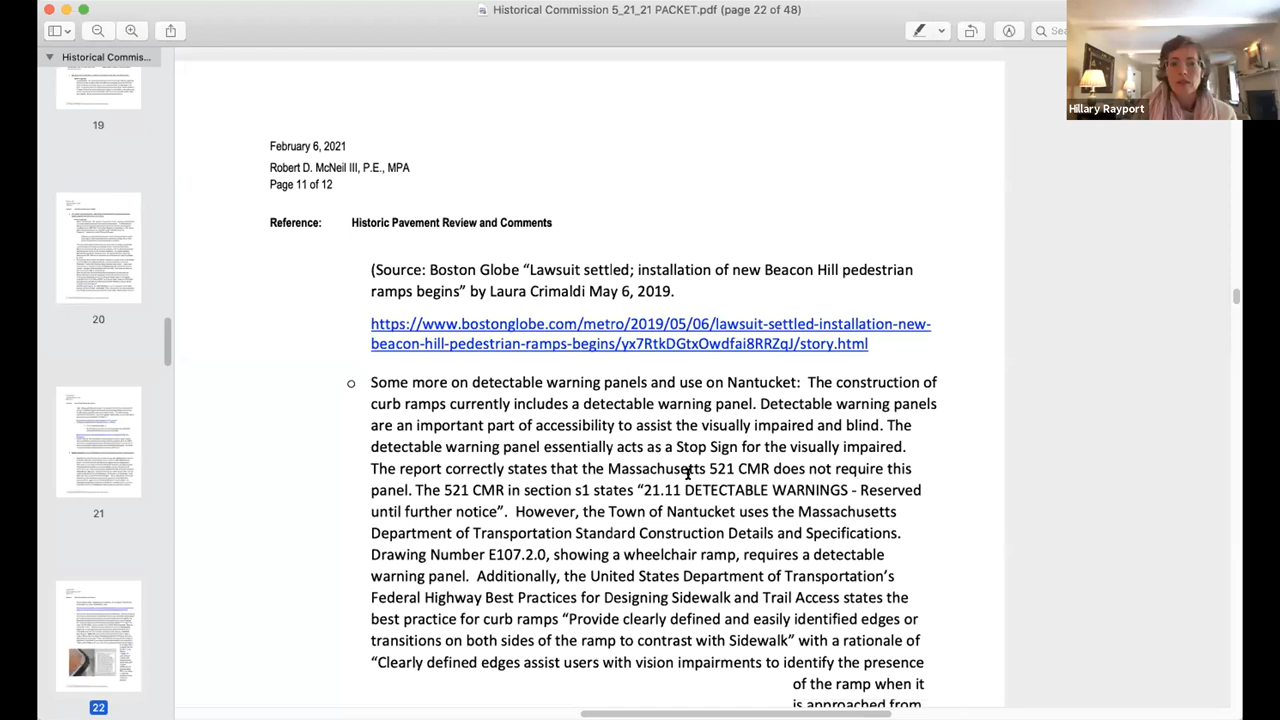 Historical Commission 5_21_21 PACKET.pdf (page 22 of 48)
Historical Commis...
Hillary Rayport
19
20
21
22
February 6, 2021
Robert D. McNeil III, P.E., MPA
Page 11 of 12
Reference: Historic Pavement Review and Comments
(Source: Boston Globe “Lawsuit settled; installation of new Beacon Hill pedestrian
ramps begins” by Laura Crimaldi May 6, 2019.
https://www.bostonglobe.com/metro/2019/05/06/lawsuit-settled-installation-new-
beacon-hill-pedestrian-ramps-begins/yx7RtkDGtxOwdfai8RRZqJ/story.html
o Some more on detectable warning panels and use on Nantucket: The construction of
curb ramps currently includes a detectable warning panel. Detectable warning panels
are an important part of accessibility to assist the visually impaired and blind. The
detectable warning panel essentially acts as a Stop Sign for the visually impaired.
The report correctly states that the Massachusetts 521 CMR does not require this
panel. The 521 CMR in section s1 states “21.11 DETECTABLE WARNINGS - Reserved
until further notice”. However, the Town of Nantucket uses the Massachusetts
Department of Transportation Standard Construction Details and Specifications.
Drawing Number E107.2.0, showing a wheelchair ramp, requires a detectable
warning panel. Additionally, the United States Department of Transportation’s
Federal Highway Best Practices for Designing Sidewalk and Trail Access states the
best practice for curb ramps “Provide clearly defined and easily identified edges or
transitions on both sides of the ramp to contrast with Sidewalk” with a rationale of
“Clearly defined edges assist users with vision impairments to identify the presence
of the ramp when it
is approached from